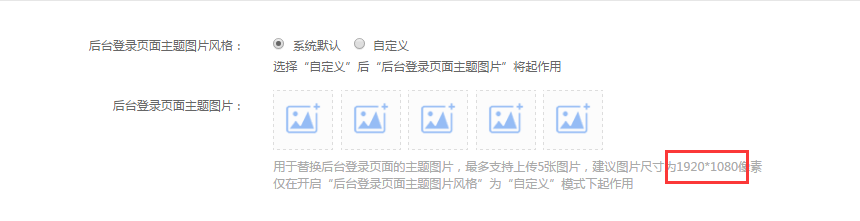 后台登录页面主题图片风格： 系统默认 自定义
选择“自定义”后“后台登录页面主题图片”将起作用
后台登录页面主题图片：
用于替换后台登录页面的主题图片，最多支持上传5张图片，建议图片尺寸为1920*1080像素
仅在开启“后台登录页面主题图片风格”为“自定义”模式下起作用